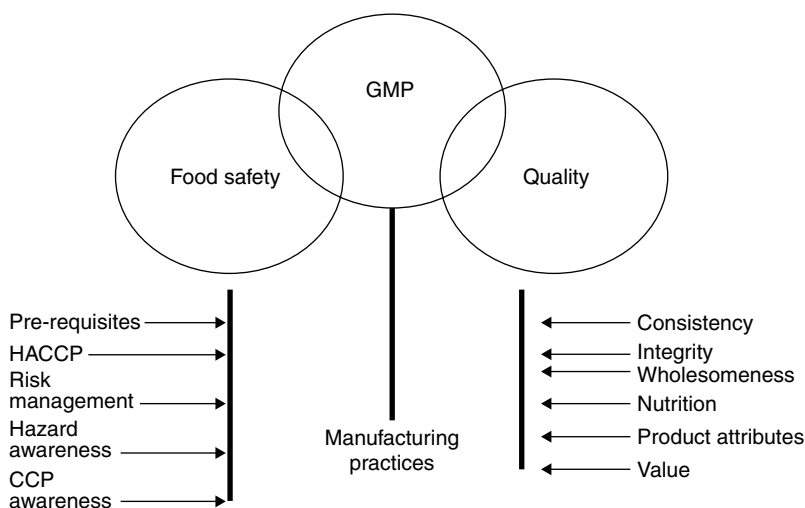 GMP
Food safety
Quality
Pre-requisites
HACCP
Risk
management
Hazard
awareness
CCP
awareness
Manufacturing
practices
Consistency
Integrity
Wholesomeness
Nutrition
Product attributes
Value